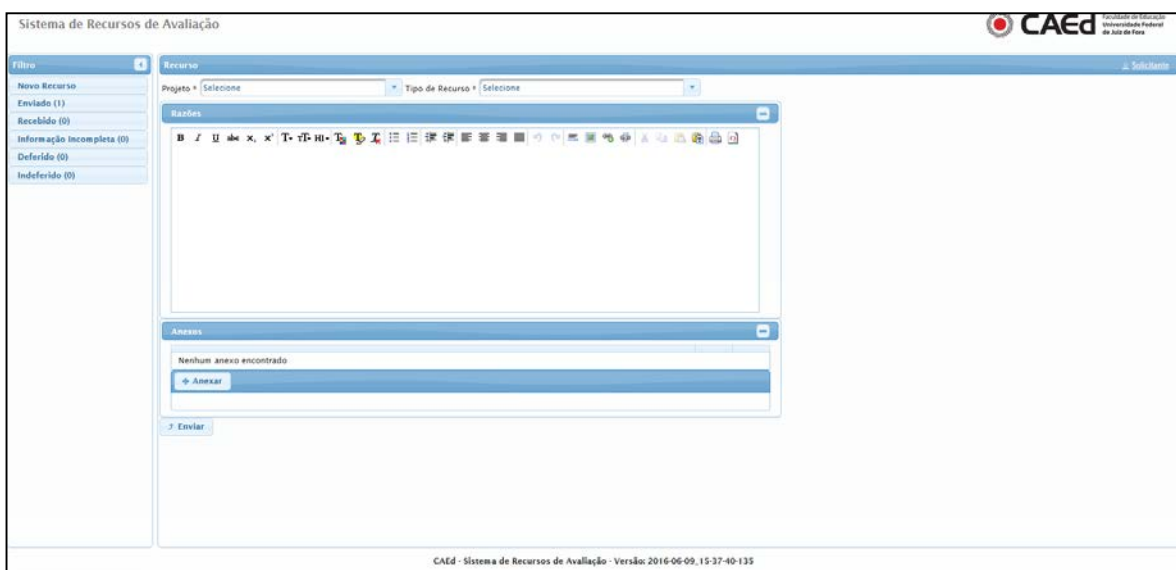 Sistema de Recursos de Avaliação
CAEd
Faculdade de Educação
Universidade Federal
de Juiz de Fora
Filtro
Recurso
Solicitante
Novo Recurso
Enviado (1)
Recebido (0)
Informação Incompleta (0)
Deferido (0)
Indeferido (0)
Projeto * Selecione Tipo de Recurso * Selecione
Razões
Anexos
Nenhum anexo encontrado
Anexar
Enviar
CAEd - Sistema de Recursos de Avaliação - Versão: 2016-06-09_15-37-40-135